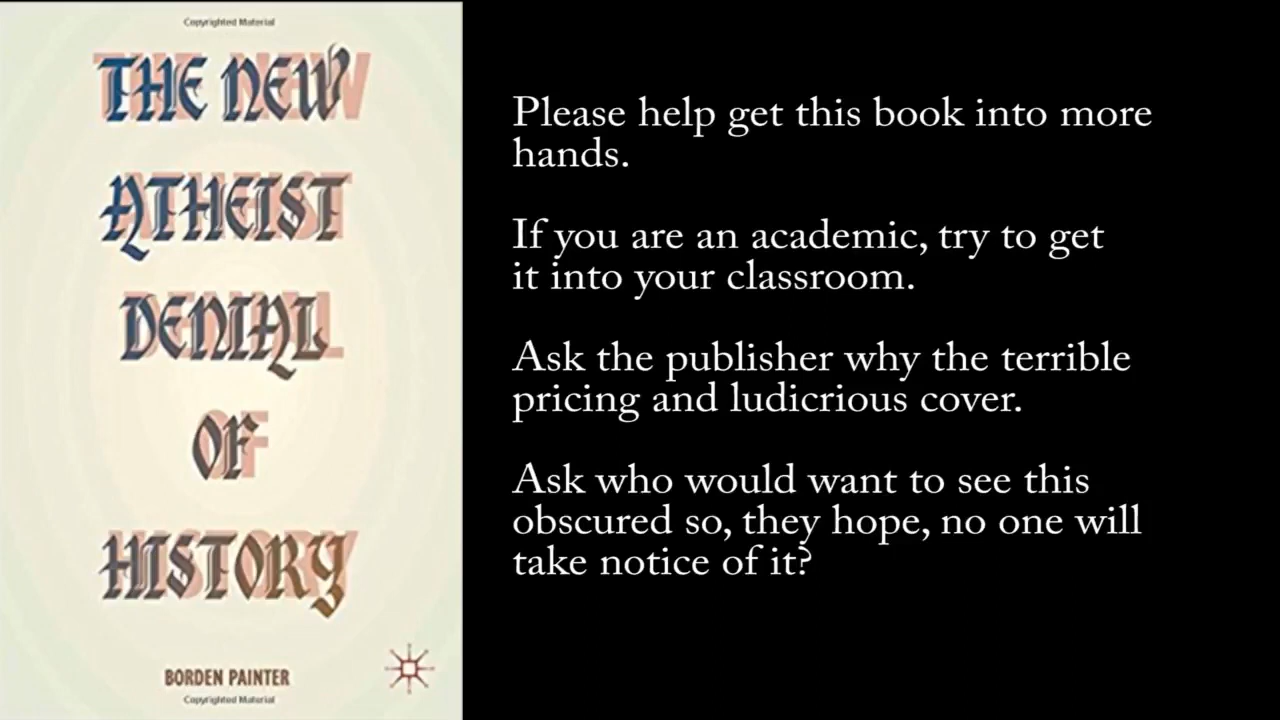 Copyrighted Material
THE NEW
ATHEIST
DENIAL
OF
HISTORY
BORDEN PAINTER
Copyrighted Material
Please help get this book into more
hands.
If you are an academic, try to get
it into your classroom.
Ask the publisher why the terrible
pricing and ludicrious cover.
Ask who would want to see this
obscured so, they hope, no one will
take notice of it?